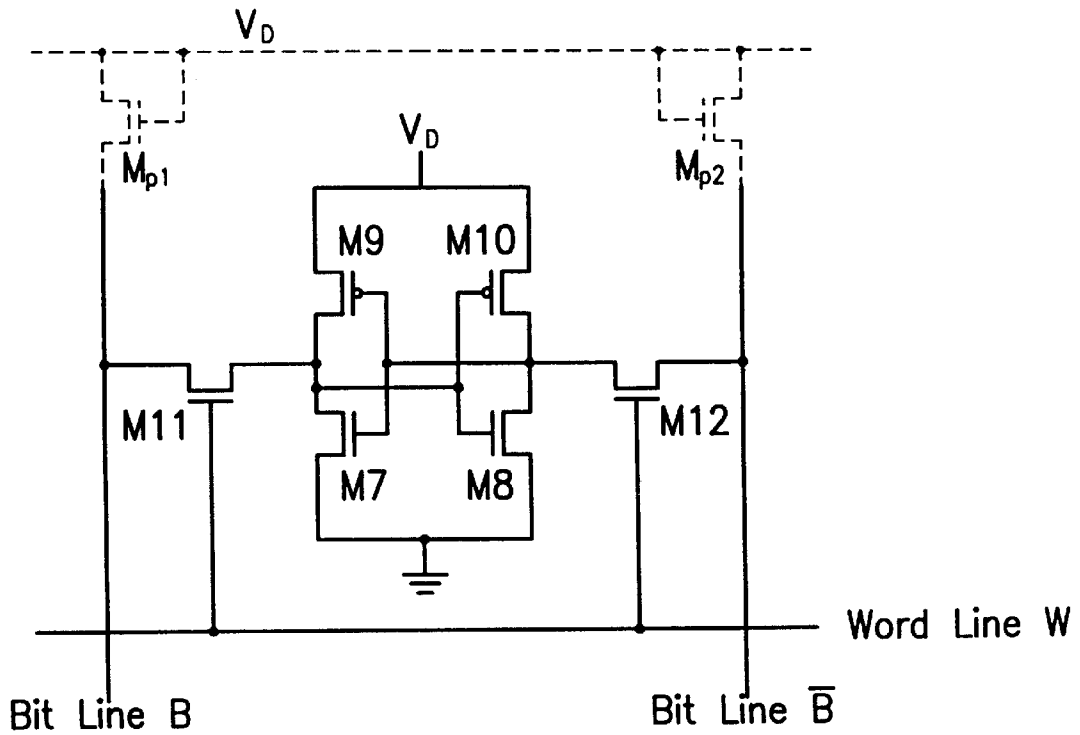 V_D
M_p1
M_p2
V_D
M9
M10
M11
M12
M7
M8
Word Line W
Bit Line B
Bit Line B̅